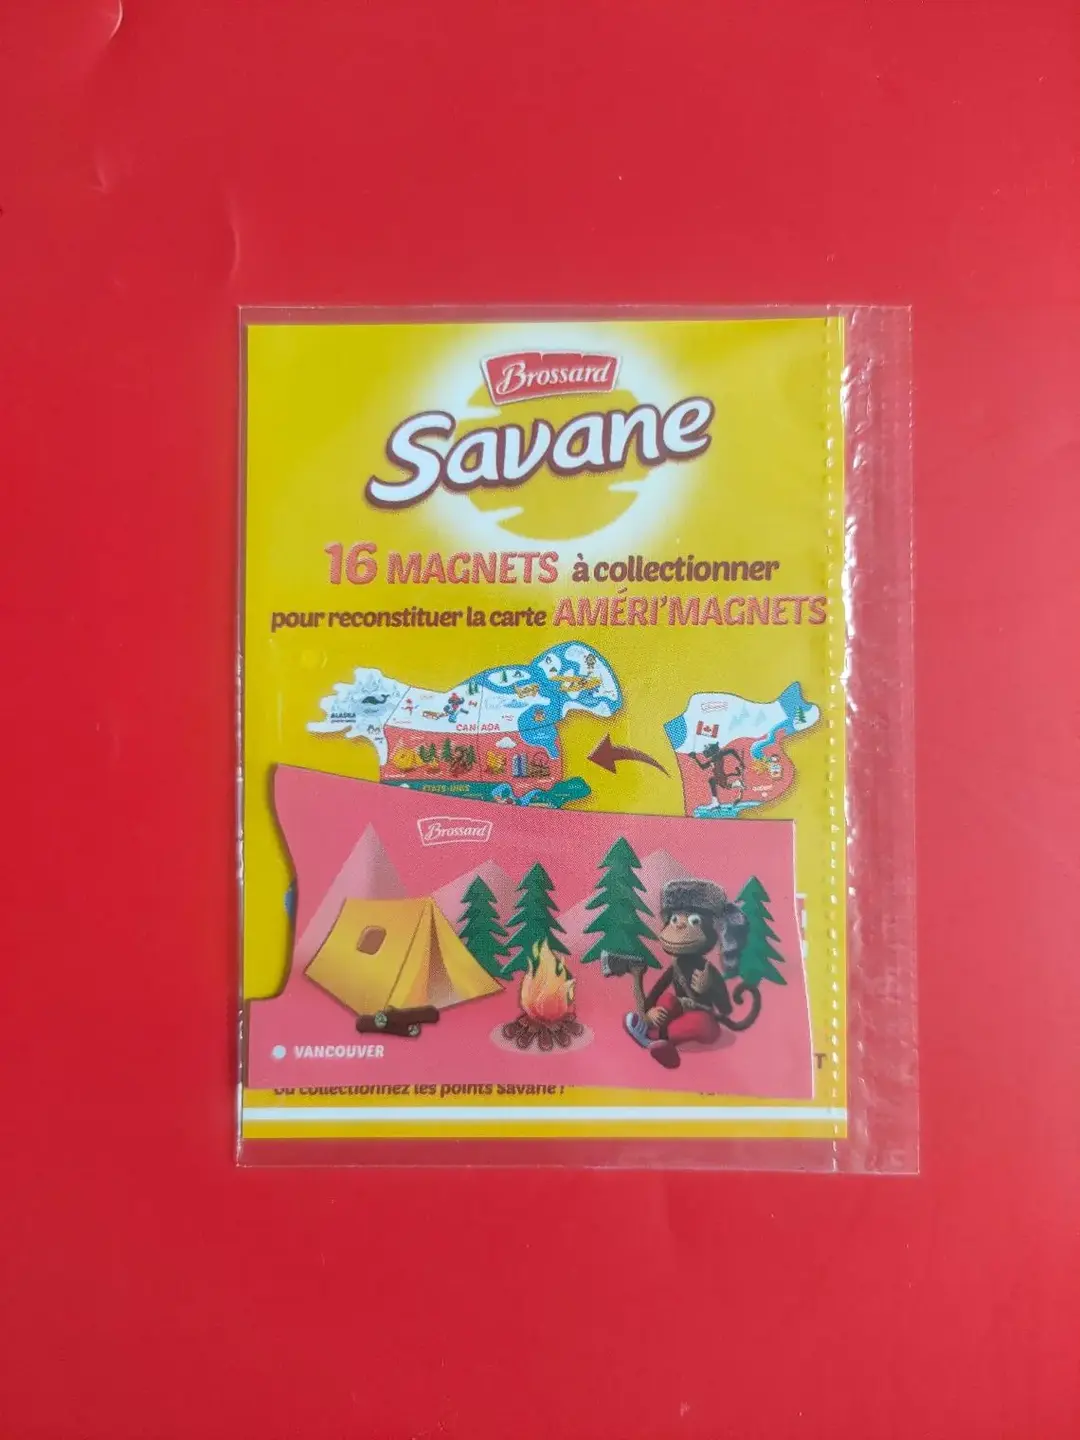 Brossard
Savane
16 MAGNETS à collectionner
pour reconstituer la carte AMÉRI'MAGNETS
ALASKA
CANADA
ÉTATS-UNIS
Brossard
VANCOUVER
ou collectionnez les points Savane !